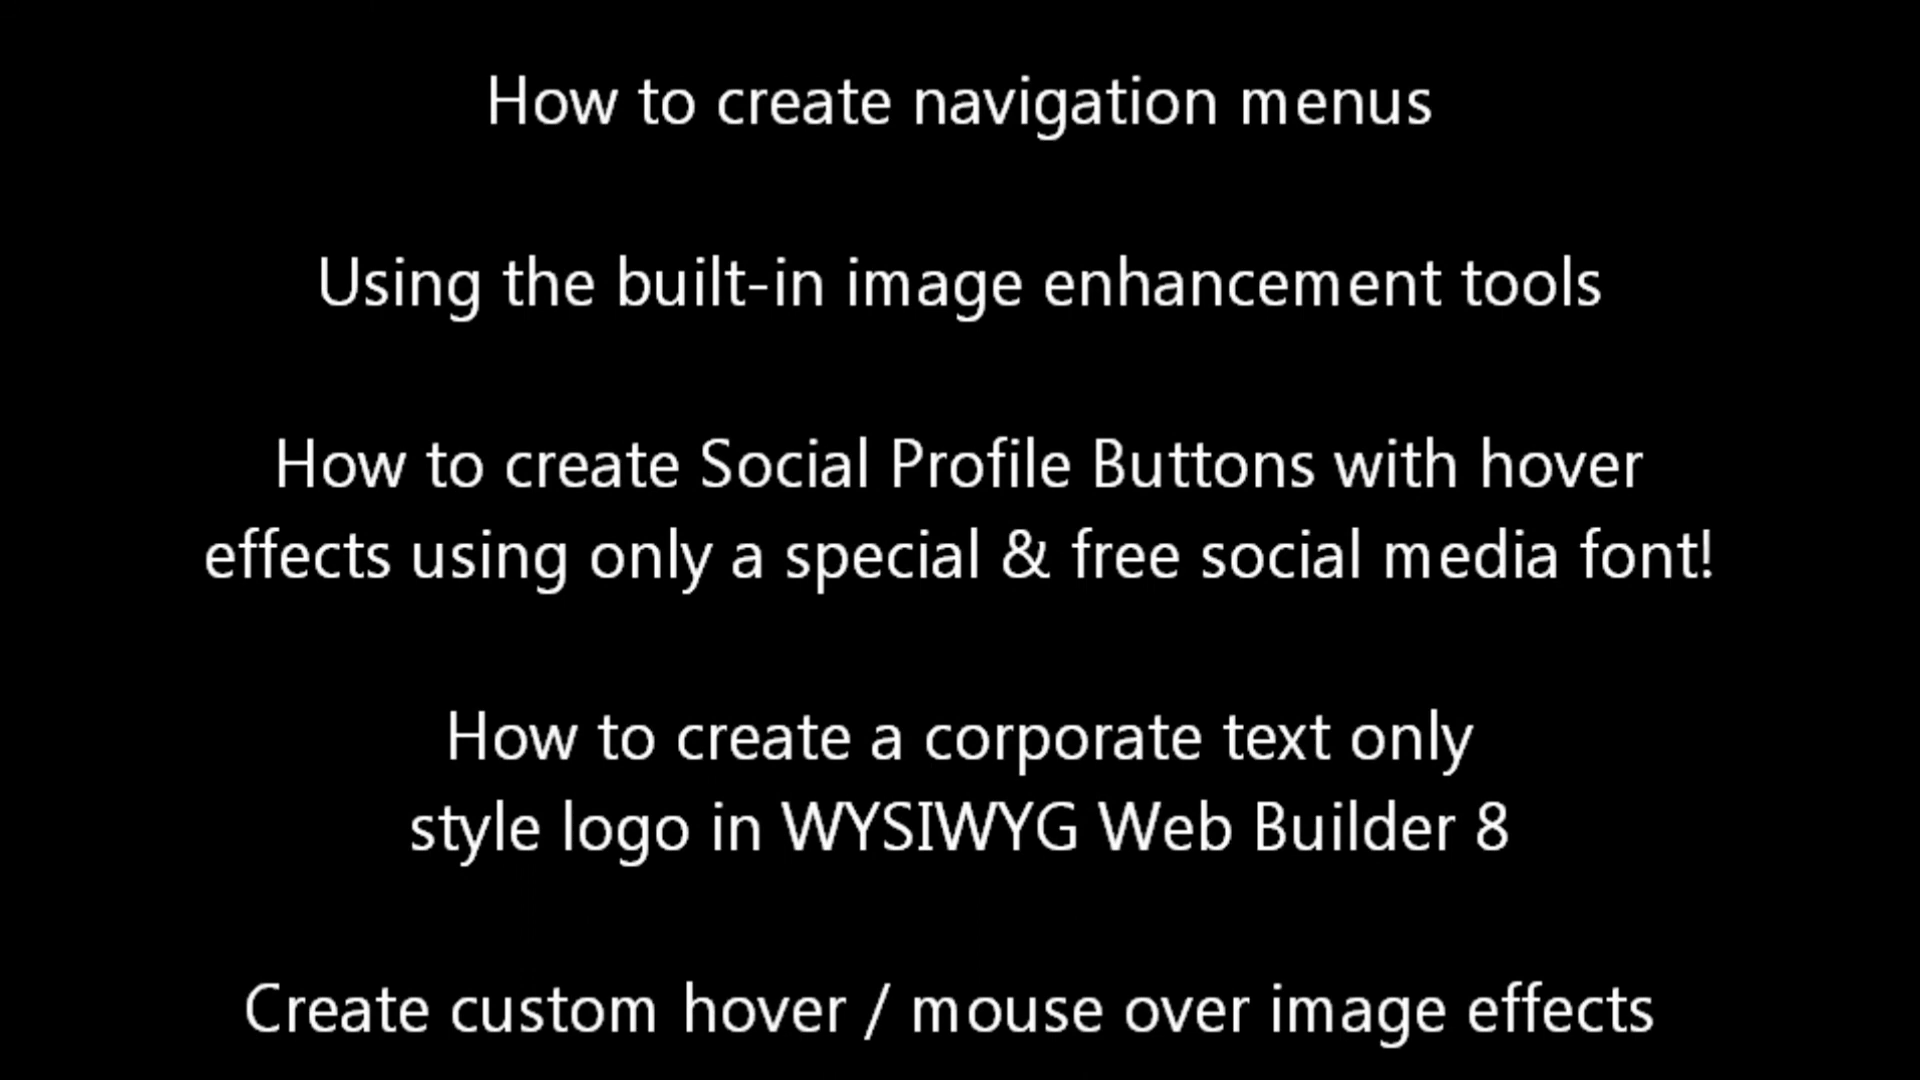 How to create navigation menus
Using the built-in image enhancement tools
How to create Social Profile Buttons with hover
effects using only a special & free social media font!
How to create a corporate text only
style logo in WYSIWYG Web Builder 8
Create custom hover / mouse over image effects